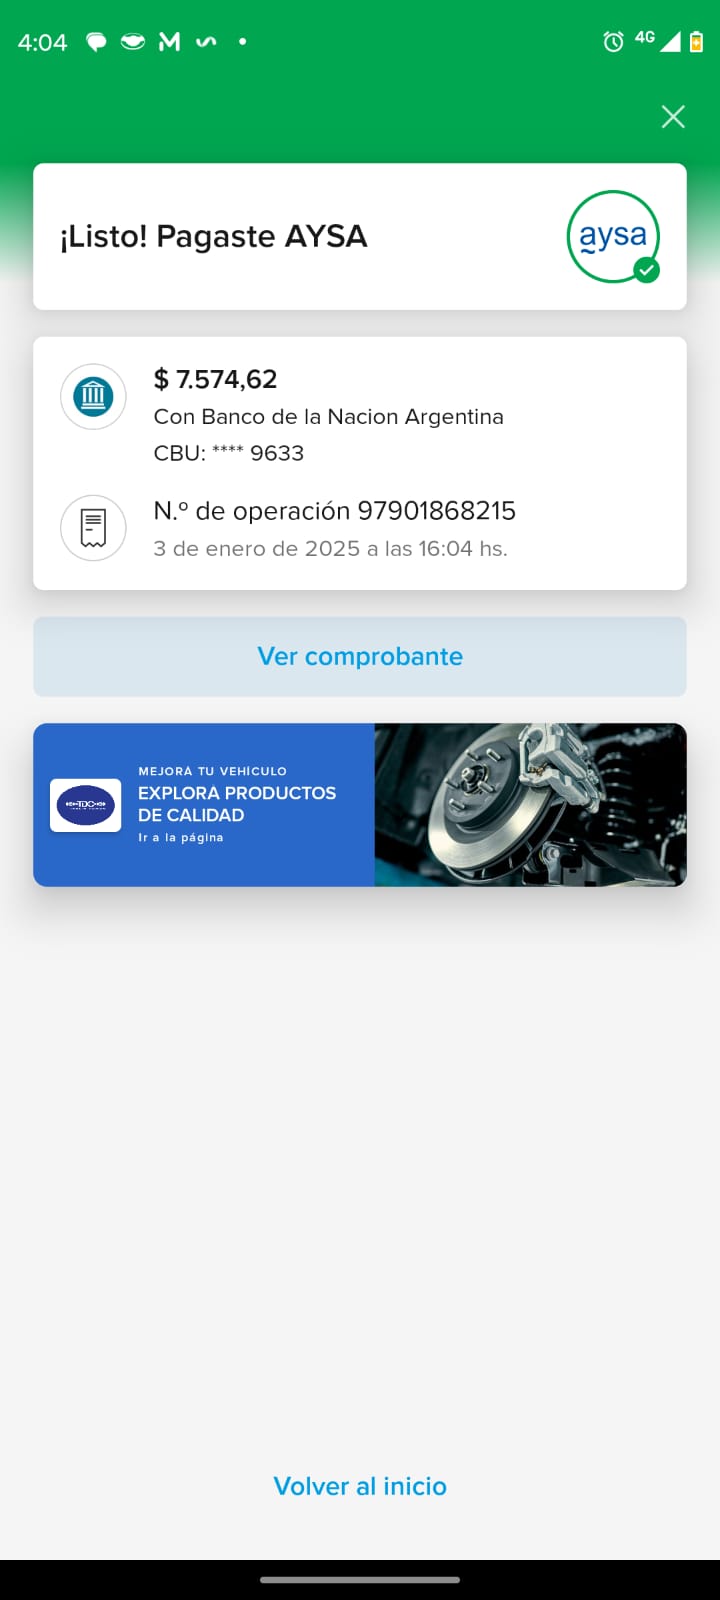 4:04
4G
¡Listo! Pagaste AYSA
aysa
$ 7.574,62
Con Banco de la Nacion Argentina
CBU: **** 9633
N.º de operación 97901868215
3 de enero de 2025 a las 16:04 hs.
Ver comprobante
MEJORÁ TU VEHÍCULO
EXPLORA PRODUCTOS
DE CALIDAD
Ir a la página
TDC
Volver al inicio